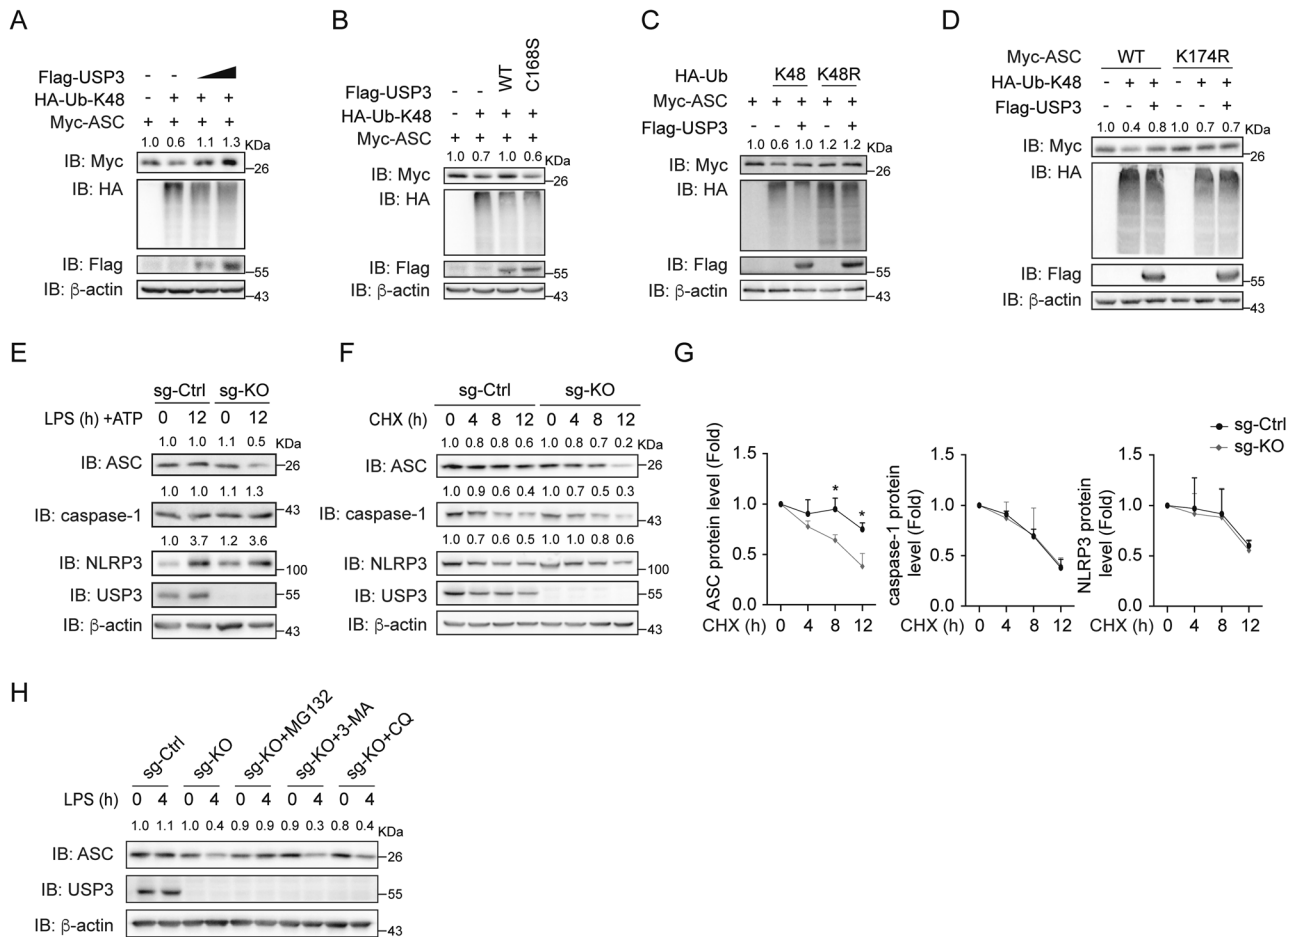 A
Flag-USP3 - -
HA-Ub-K48 - + + +
Myc-ASC + + + +
1.0 0.6 1.1 1.3 KDa
IB: Myc 26
IB: HA
IB: Flag 55
IB: β-actin 43
B
Flag-USP3 - - WT C168S
HA-Ub-K48 - + + +
Myc-ASC + + + +
1.0 0.7 1.0 0.6 KDa
IB: Myc 26
IB: HA
IB: Flag 55
IB: β-actin 43
C
HA-Ub K48 K48R
Myc-ASC + + + + +
Flag-USP3 - - + - +
1.0 0.6 1.0 1.2 1.2 KDa
IB: Myc 26
IB: HA
IB: Flag 55
IB: β-actin 43
D
Myc-ASC WT K174R
HA-Ub-K48 - + + - + +
Flag-USP3 - - + - - +
1.0 0.4 0.8 1.0 0.7 0.7 KDa
IB: Myc 26
IB: HA
IB: Flag 55
IB: β-actin 43
E
sg-Ctrl sg-KO
LPS (h) +ATP 0 12 0 12
1.0 1.0 1.1 0.5 KDa
IB: ASC 26
1.0 1.0 1.1 1.3
IB: caspase-1 43
1.0 3.7 1.2 3.6
IB: NLRP3 100
IB: USP3 55
IB: β-actin 43
F
sg-Ctrl sg-KO
CHX (h) 0 4 8 12 0 4 8 12
1.0 0.8 0.8 0.6 1.0 0.8 0.7 0.2 KDa
IB: ASC 26
1.0 0.9 0.6 0.4 1.0 0.7 0.5 0.3
IB: caspase-1 43
1.0 0.7 0.6 0.5 1.0 1.0 0.8 0.6
IB: NLRP3 100
IB: USP3 55
IB: β-actin 43
G
sg-Ctrl
sg-KO
ASC protein level (Fold)
1.5
1.0
0.5
0.0
* *
CHX (h) 0 4 8 12
caspase-1 protein
level (Fold)
1.5
1.0
0.5
0.0
CHX (h) 0 4 8 12
NLRP3 protein
level (Fold)
1.5
1.0
0.5
0.0
CHX (h) 0 4 8 12
H
sg-Ctrl sg-KO sg-KO+MG132 sg-KO+3-MA sg-KO+CQ
LPS (h) 0 4 0 4 0 4 0 4 0 4
1.0 1.1 1.0 0.4 0.9 0.9 0.9 0.3 0.8 0.4 KDa
IB: ASC 26
IB: USP3 55
IB: β-actin 43